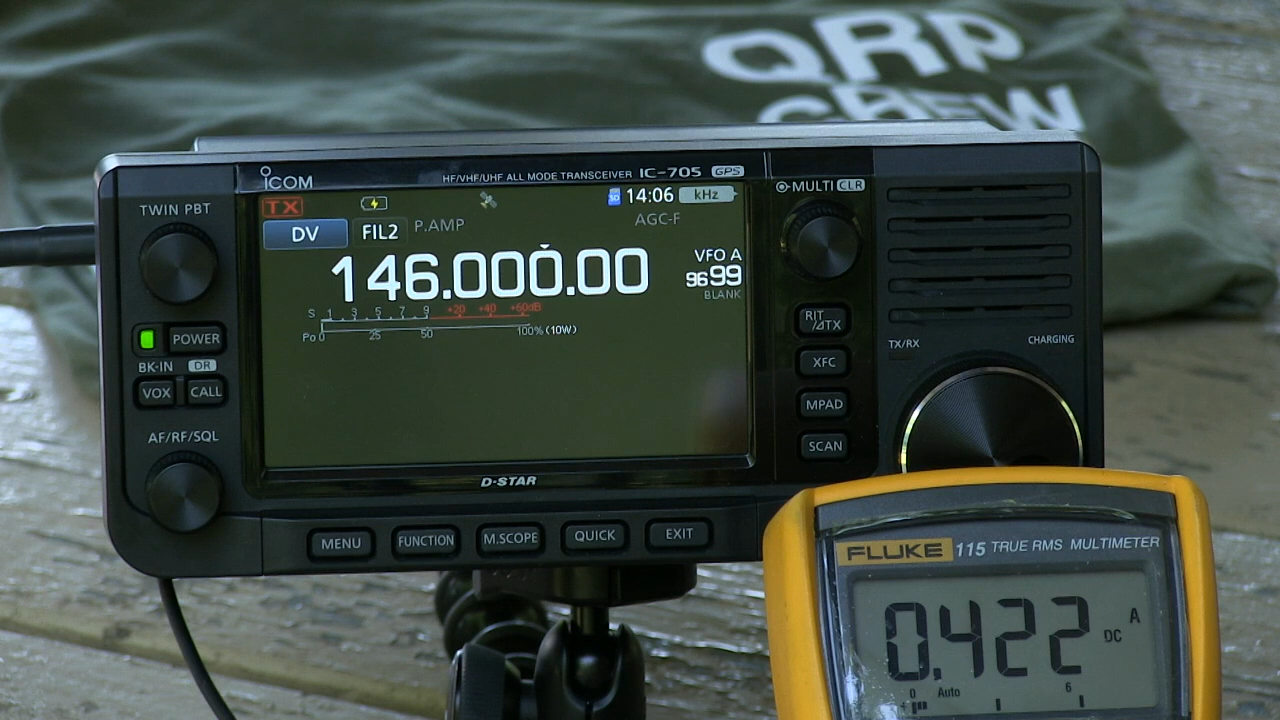 QRP
CREW
ICOM
HF/VHF/UHF ALL MODE TRANSCEIVER IC-705 GPS
MULTI CLR
TWIN PBT
TX
14:06 kHz
DV FIL2 P.AMP AGC-F
146.000.00
VFO A
9699
BLANK
S 1 3 5 7 9 +20 +40 +60dB
Po 0 25 50 100% (10W)
POWER
BK-IN DR
VOX CALL
AF/RF/SQL
RIT
/⊿TX
XFC
MPAD
SCAN
TX/RX
CHARGING
D-STAR
MENU FUNCTION M.SCOPE QUICK EXIT
FLUKE 115 TRUE RMS MULTIMETER
0.422 DC A
0 Auto 6